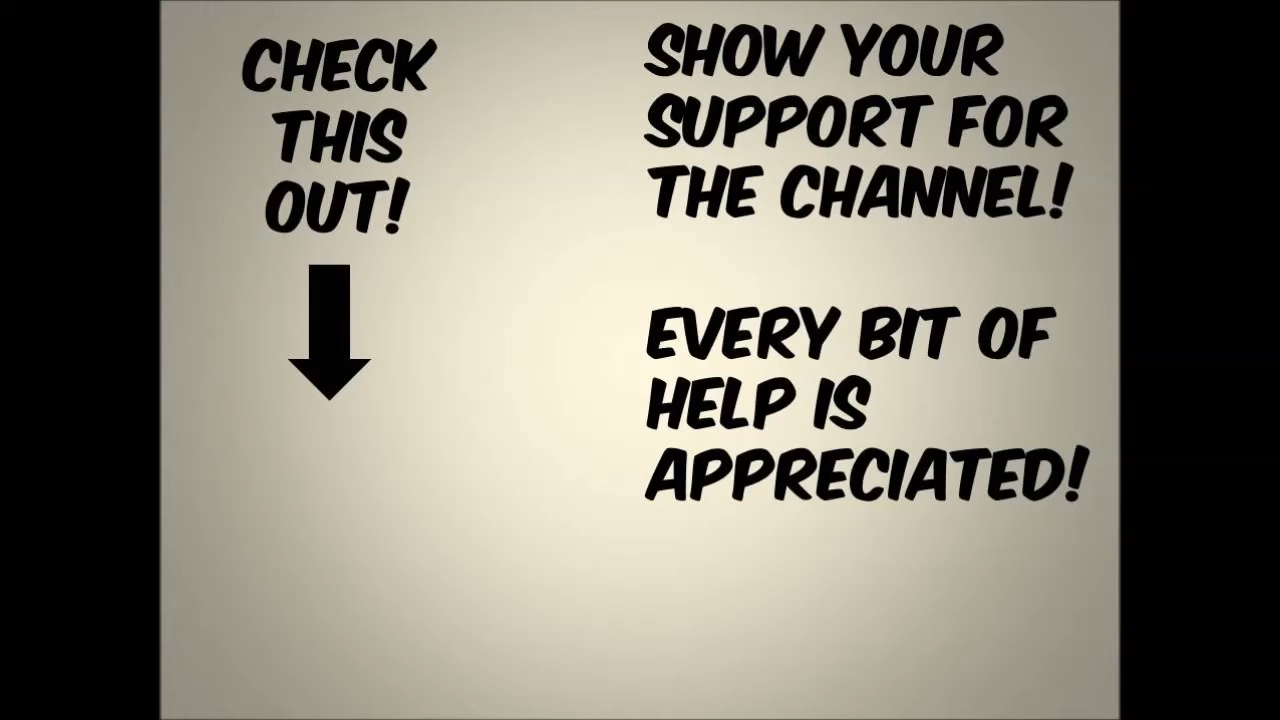 CHECK
THIS
OUT!
SHOW YOUR
SUPPORT FOR
THE CHANNEL!
EVERY BIT OF
HELP IS
APPRECIATED!